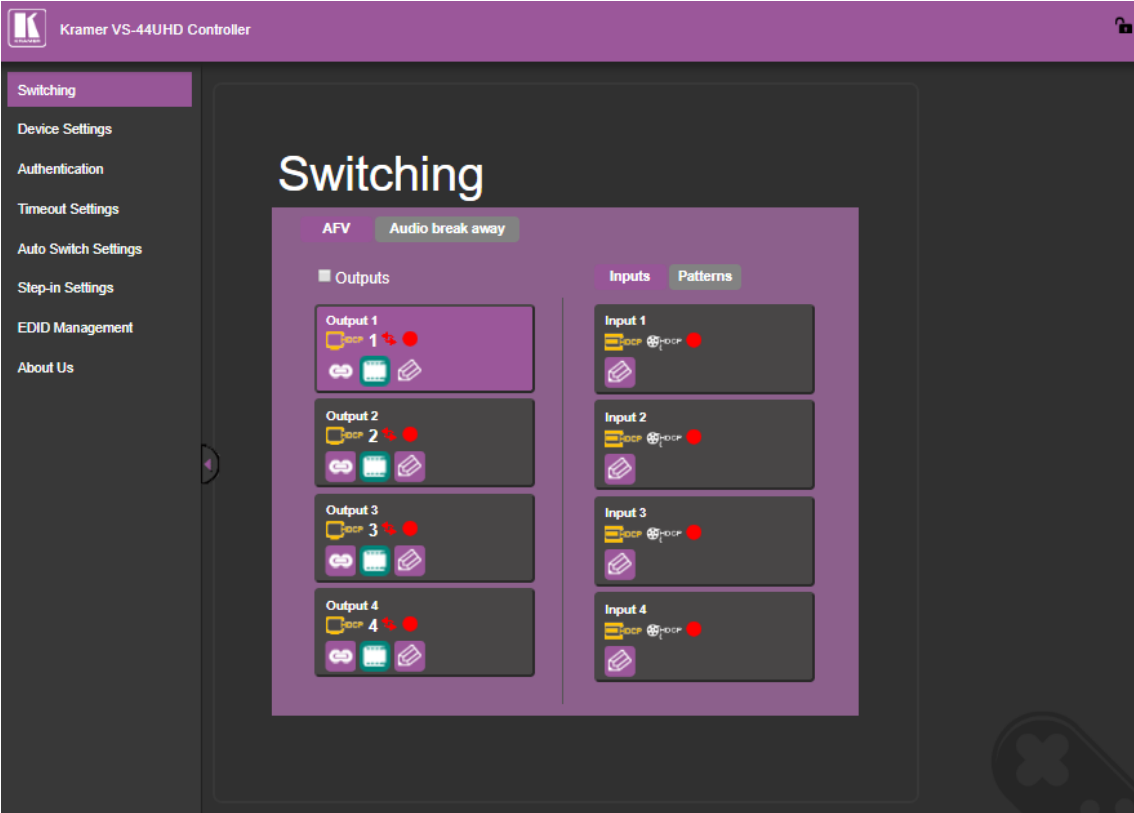 Kramer VS-44UHD Controller
Switching
Device Settings
Authentication
Timeout Settings
Auto Switch Settings
Step-in Settings
EDID Management
About Us
Switching
AFV
Audio break away
Outputs
Inputs
Patterns
Output 1
HDCP 1
Output 2
HDCP 2
Output 3
HDCP 3
Output 4
HDCP 4
Input 1
HDCP HDCP
Input 2
HDCP HDCP
Input 3
HDCP HDCP
Input 4
HDCP HDCP